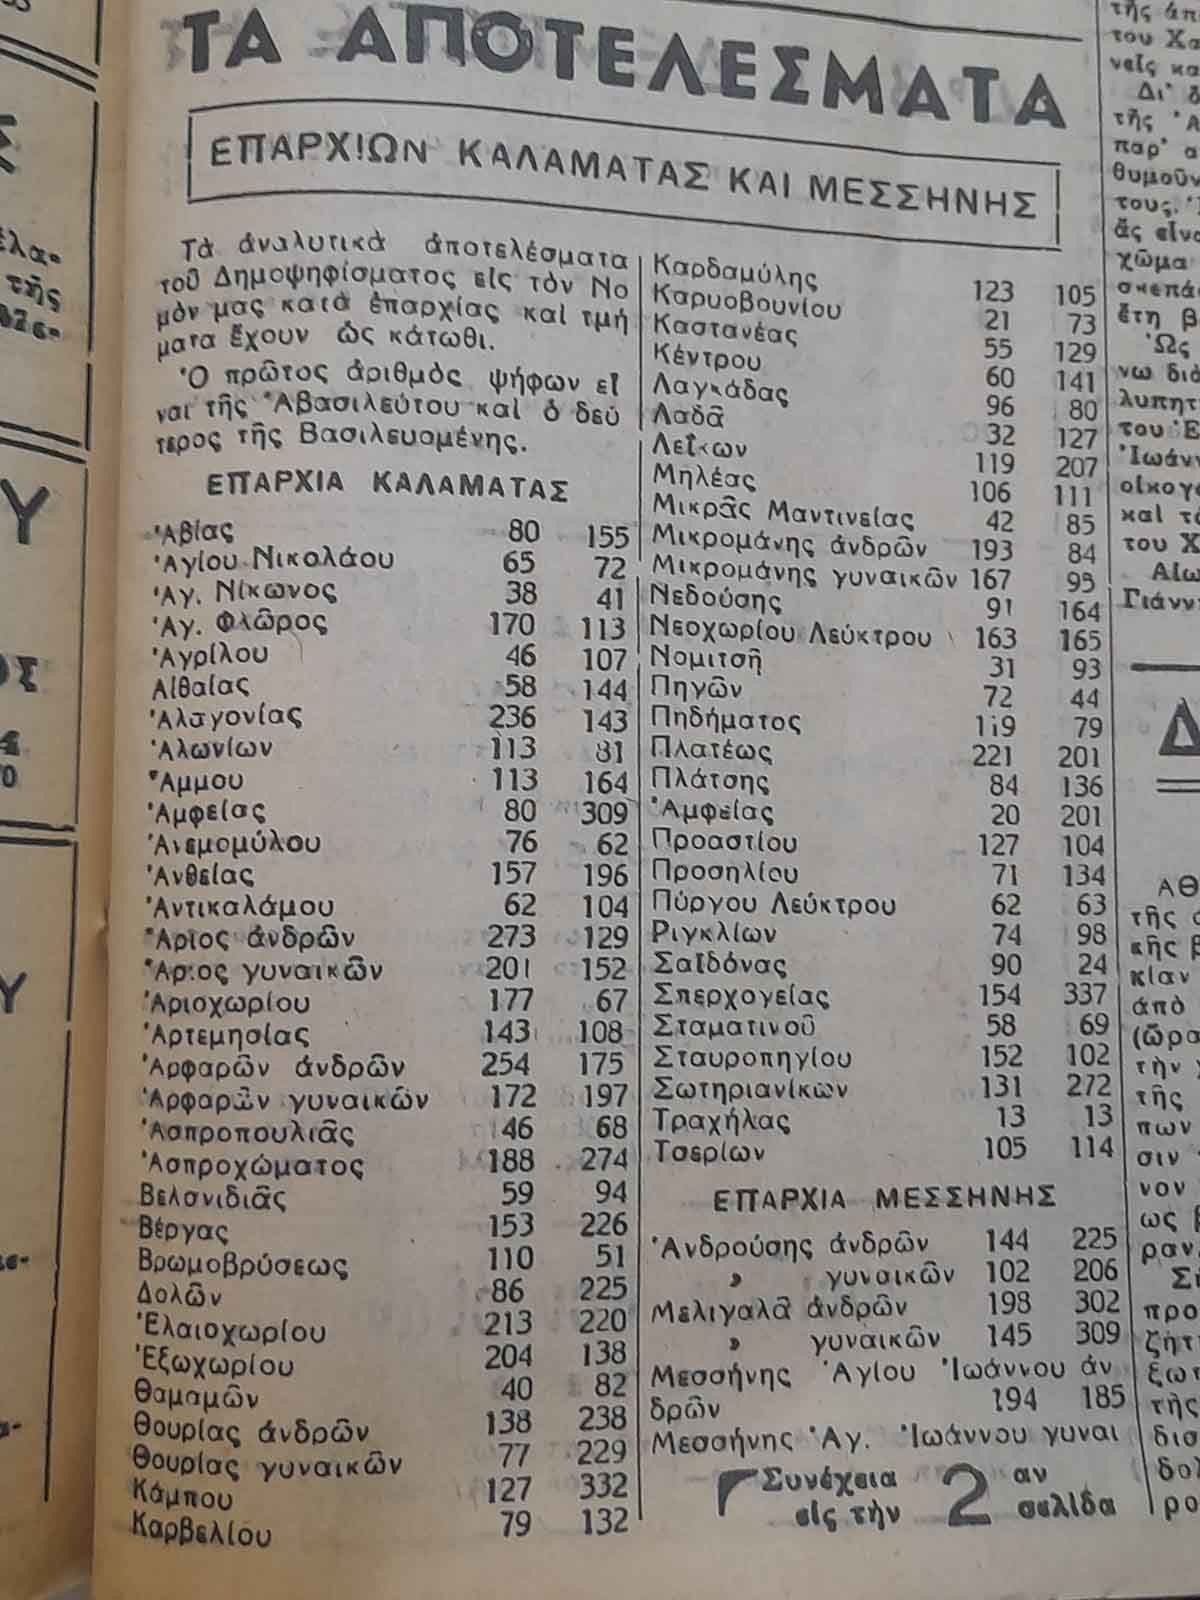 ΤΑ ΑΠΟΤΕΛΕΣΜΑΤΑ
ΕΠΑΡΧΙΩΝ ΚΑΛΑΜΑΤΑΣ ΚΑΙ ΜΕΣΣΗΝΗΣ
Τὰ ἀναλυτικὰ ἀποτελέσματα
τοῦ Δημοψηφίσματος εἰς τὸν Νο
μὸν μας κατὰ ἐπαρχίας καὶ τμή
ματα ἔχουν ὡς κάτωθι.
Ὁ πρῶτος ἀριθμὸς ψήφων εἶ
ναι τῆς Ἀβασιλεύτου καὶ ὁ δεύ
τερος τῆς Βασιλευομένης.
ΕΠΑΡΧΙΑ ΚΑΛΑΜΑΤΑΣ
Ἀβίας 80 155
Ἁγίου Νικολάου 65 72
Ἁγ. Νίκωνος 38 41
Ἁγ. Φλῶρος 170 113
Ἀγρίλου 46 107
Αἰθαίας 58 144
Ἀλαγονίας 236 143
Ἀλωνίων 113 81
Ἄμμου 113 164
Ἀμφείας 80 309
Ἀνεμομύλου 76 62
Ἀνθείας 157 196
Ἀντικαλάμου 62 104
Ἄριος ἀνδρῶν 273 129
Ἄριος γυναικῶν 201 152
Ἀριοχωρίου 177 67
Ἀρτεμησίας 143 108
Ἀρφαρῶν ἀνδρῶν 254 175
Ἀρφαρῶν γυναικῶν 172 197
Ἀσπροπουλιᾶς 46 68
Ἀσπροχώματος 188 274
Βελανιδιᾶς 59 94
Βέργας 153 226
Βρωμοβρύσεως 110 51
Δολῶν 86 225
Ἐλαιοχωρίου 213 220
Ἐξωχωρίου 204 138
Θαμαμῶν 40 82
Θουρίας ἀνδρῶν 138 238
Θουρίας γυναικῶν 77 229
Κάμπου 127 332
Καρβελίου 79 132
Καρδαμύλης 123 105
Καρυοβουνίου 21 73
Καστανέας 55 129
Κέντρου 60 141
Λαγκάδας 96 80
Λαδᾶ 32 127
Λεΐκων 119 207
Μηλέας 106 111
Μικρᾶς Μαντινείας 42 85
Μικρομάνης ἀνδρῶν 193 84
Μικρομάνης γυναικῶν 167 95
Νεδούσης 91 164
Νεοχωρίου Λεύκτρου 163 165
Νομιτσῆ 31 93
Πηγῶν 72 44
Πηδήματος 119 79
Πλατέως 221 201
Πλάτσης 84 136
Ἀμφείας 20 201
Προαστίου 127 104
Προσηλίου 71 134
Πύργου Λεύκτρου 62 63
Ριγκλίων 74 98
Σαϊδόνας 90 24
Σπερχογείας 154 337
Σταματινοῦ 58 69
Σταυροπηγίου 152 102
Σωτηριανίκων 131 272
Τραχήλας 13 13
Τσερίων 105 114
ΕΠΑΡΧΙΑ ΜΕΣΣΗΝΗΣ
Ἀνδρούσης ἀνδρῶν 144 225
» γυναικῶν 102 206
Μελιγαλᾶ ἀνδρῶν 198 302
» γυναικῶν 145 309
Μεσσήνης Ἁγίου Ἰωάννου ἀν
δρῶν 194 185
Μεσσήνης Ἁγ. Ἰωάννου γυναι
Συνέχεια εἰς τὴν 2αν σελίδα